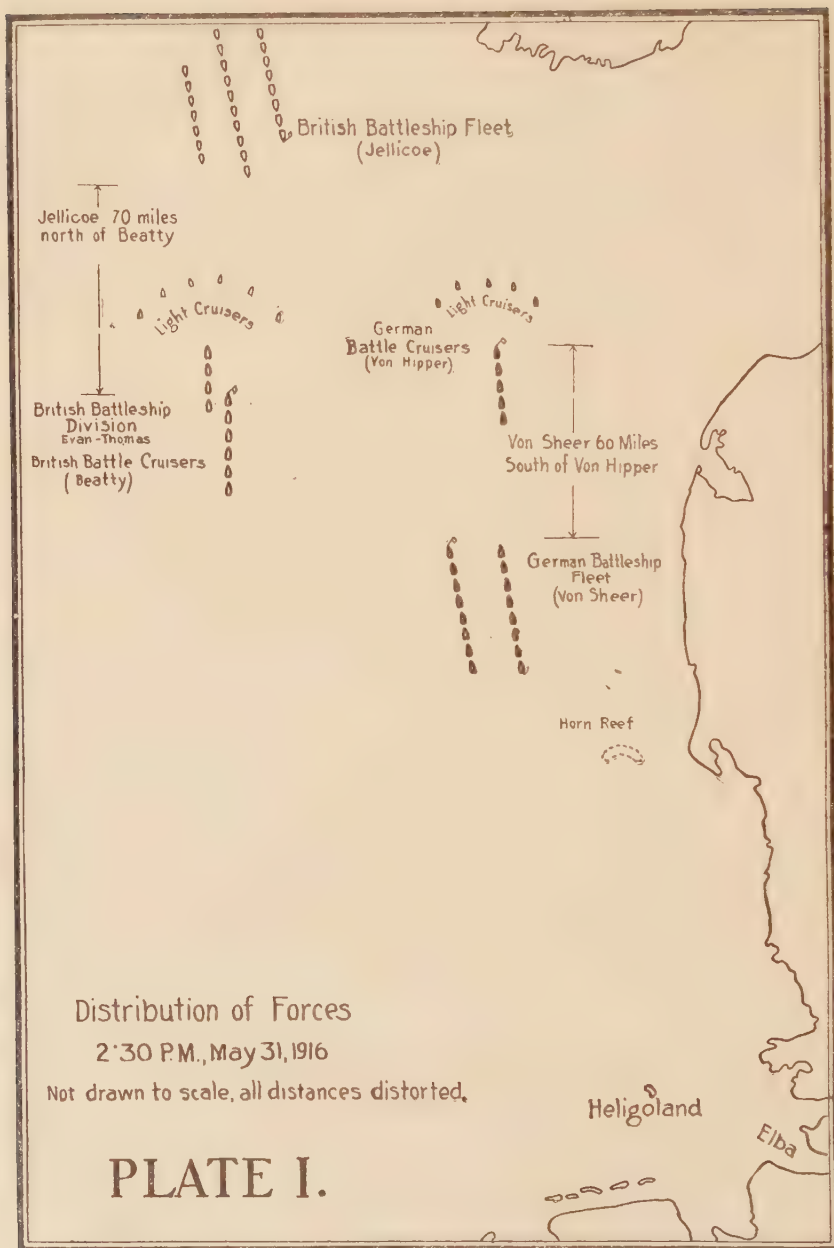 British Battleship Fleet,
(Jellicoe)
Jellicoe 70 miles
north of Beatty
Light Cruisers
Light Cruisers
German
Battle Cruisers
(Von Hipper)
British Battleship
Division
Evan-Thomas
British Battle Cruisers
(Beatty)
Von Sheer 60 Miles
South of Von Hipper
German Battleship
Fleet
(Von Sheer)
Horn Reef
Distribution of Forces
2·30 P.M., May 31, 1916
Not drawn to scale, all distances distorted.
Heligoland
Elba
PLATE I.